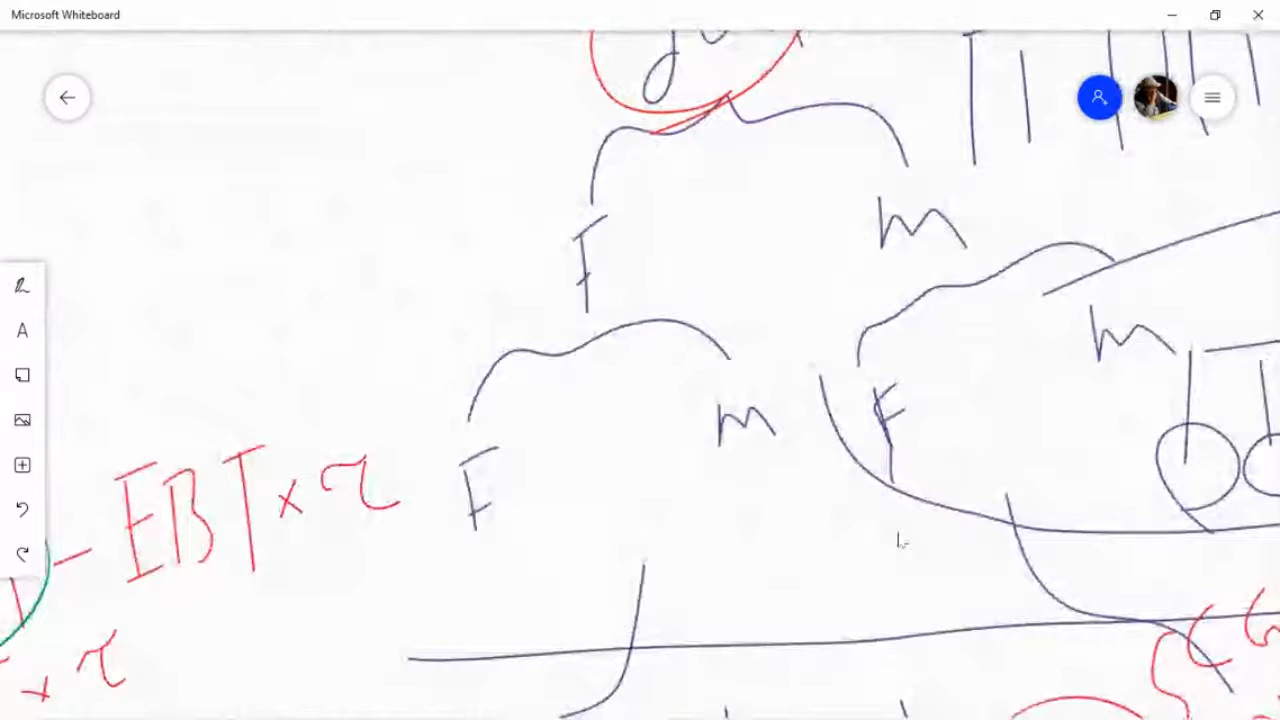 Microsoft Whiteboard
F m
m
F m F
- EBT × τ
× τ